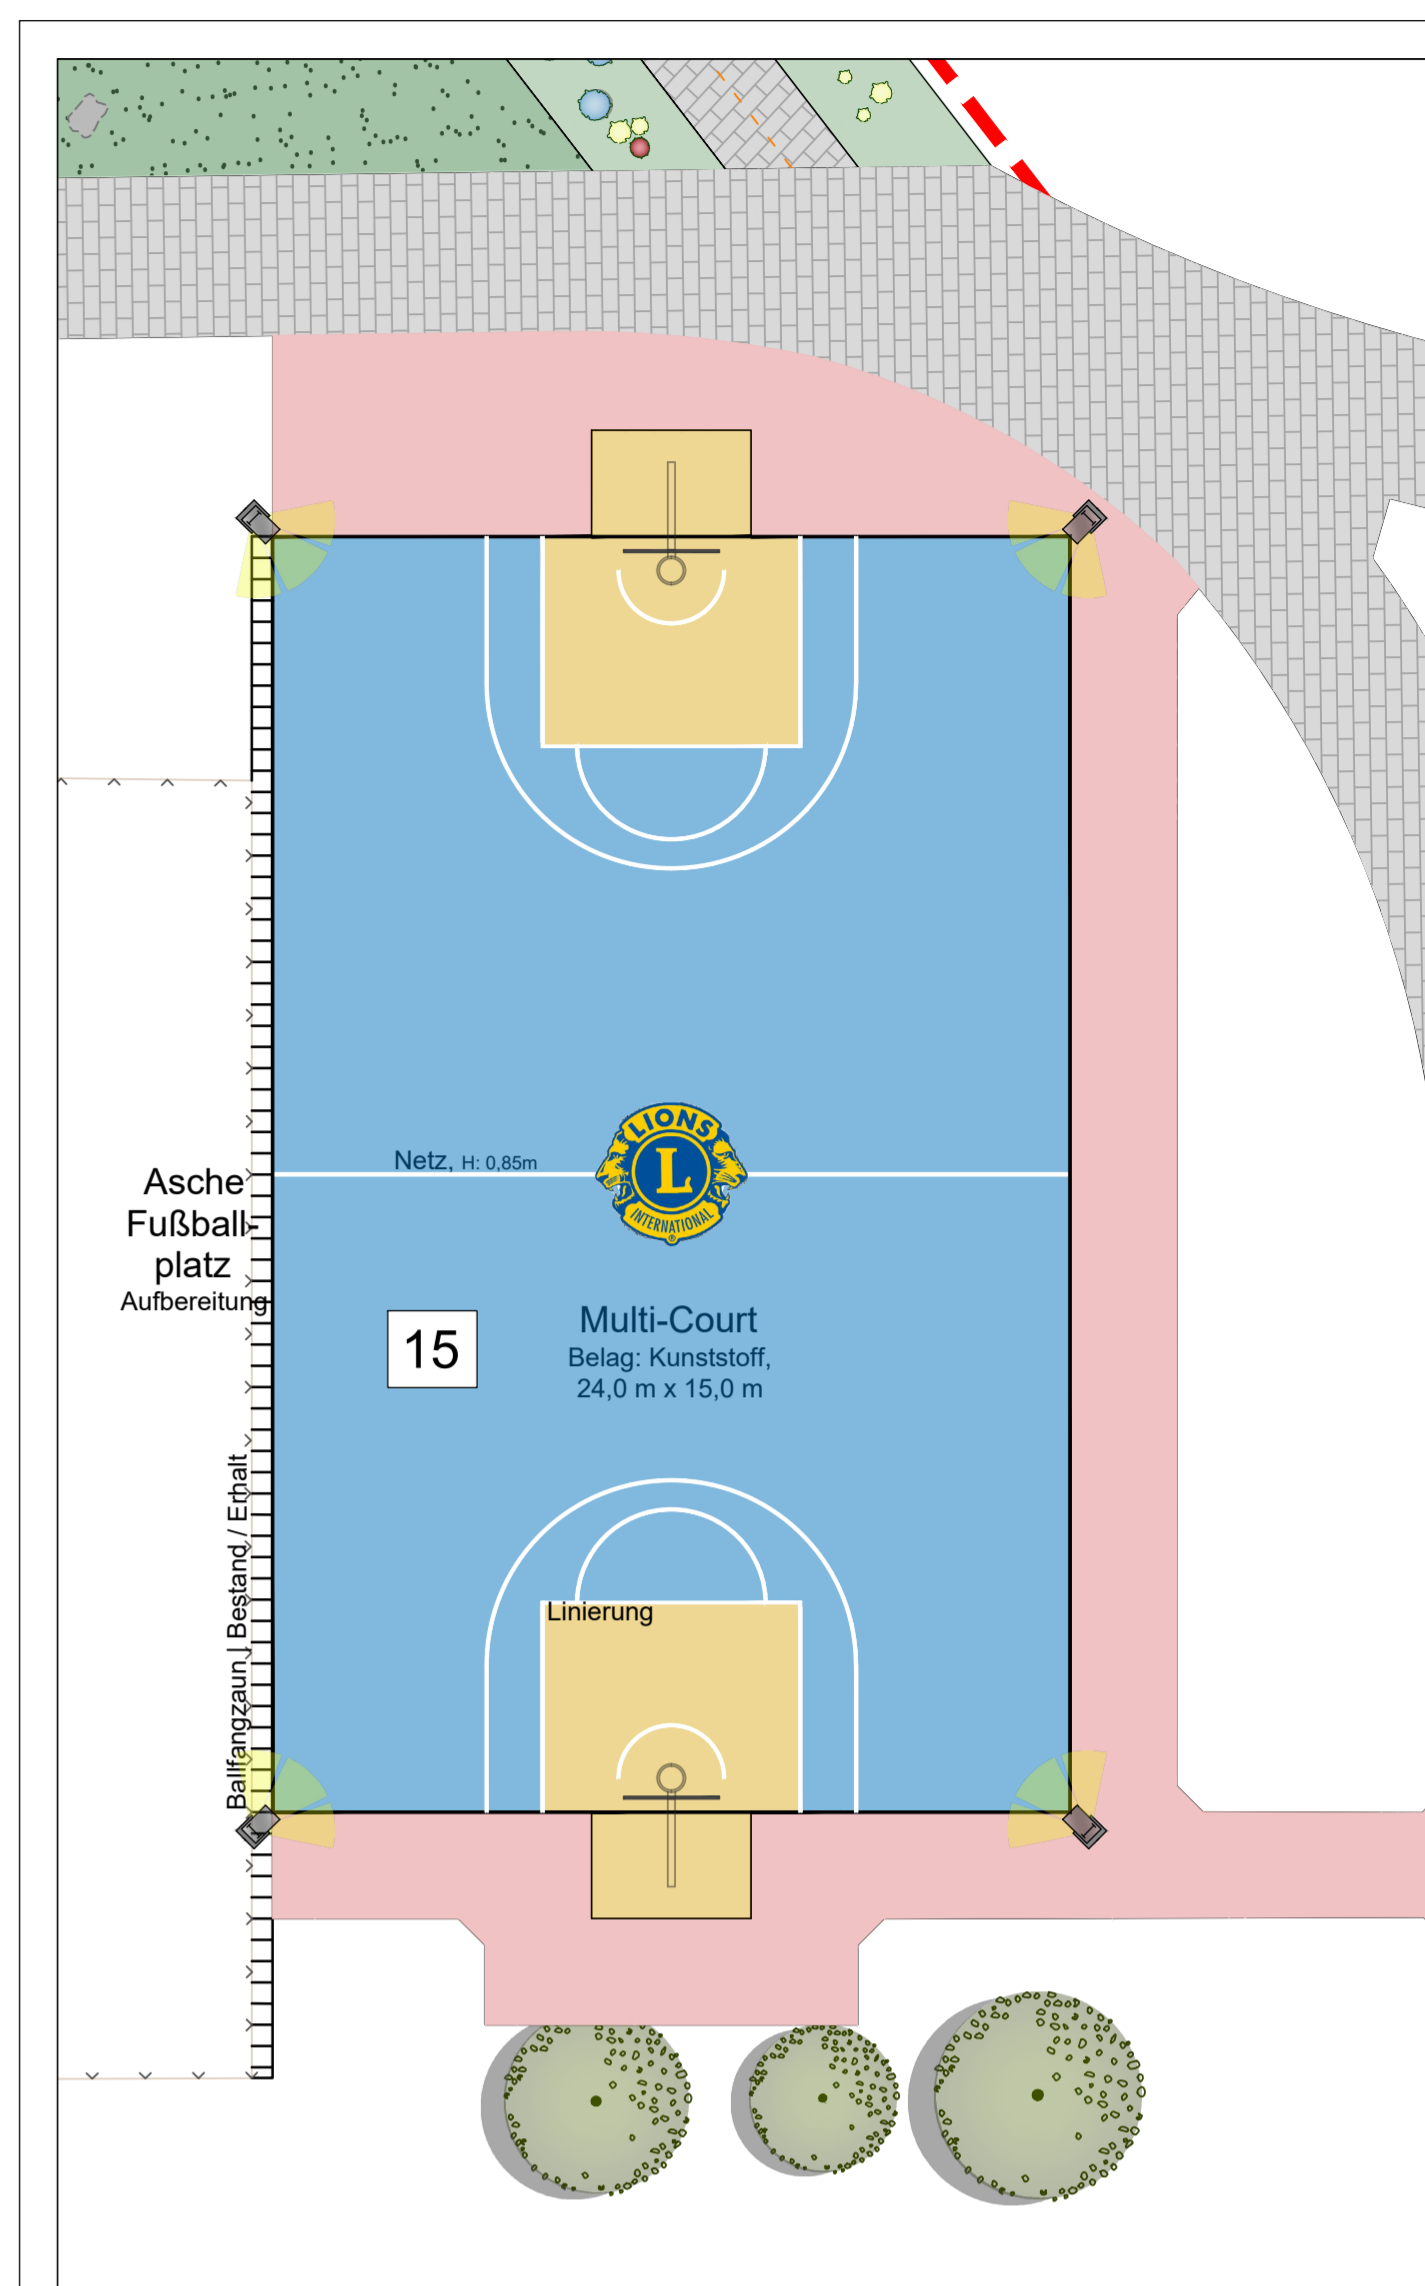 LIONS
L
INTERNATIONAL
®
Netz, H: 0,85m
Asche
Fußball-
platz
Aufbereitung
15
Multi-Court
Belag: Kunststoff,
24,0 m x 15,0 m
Ballfangzaun | Bestand / Erhalt
Linierung